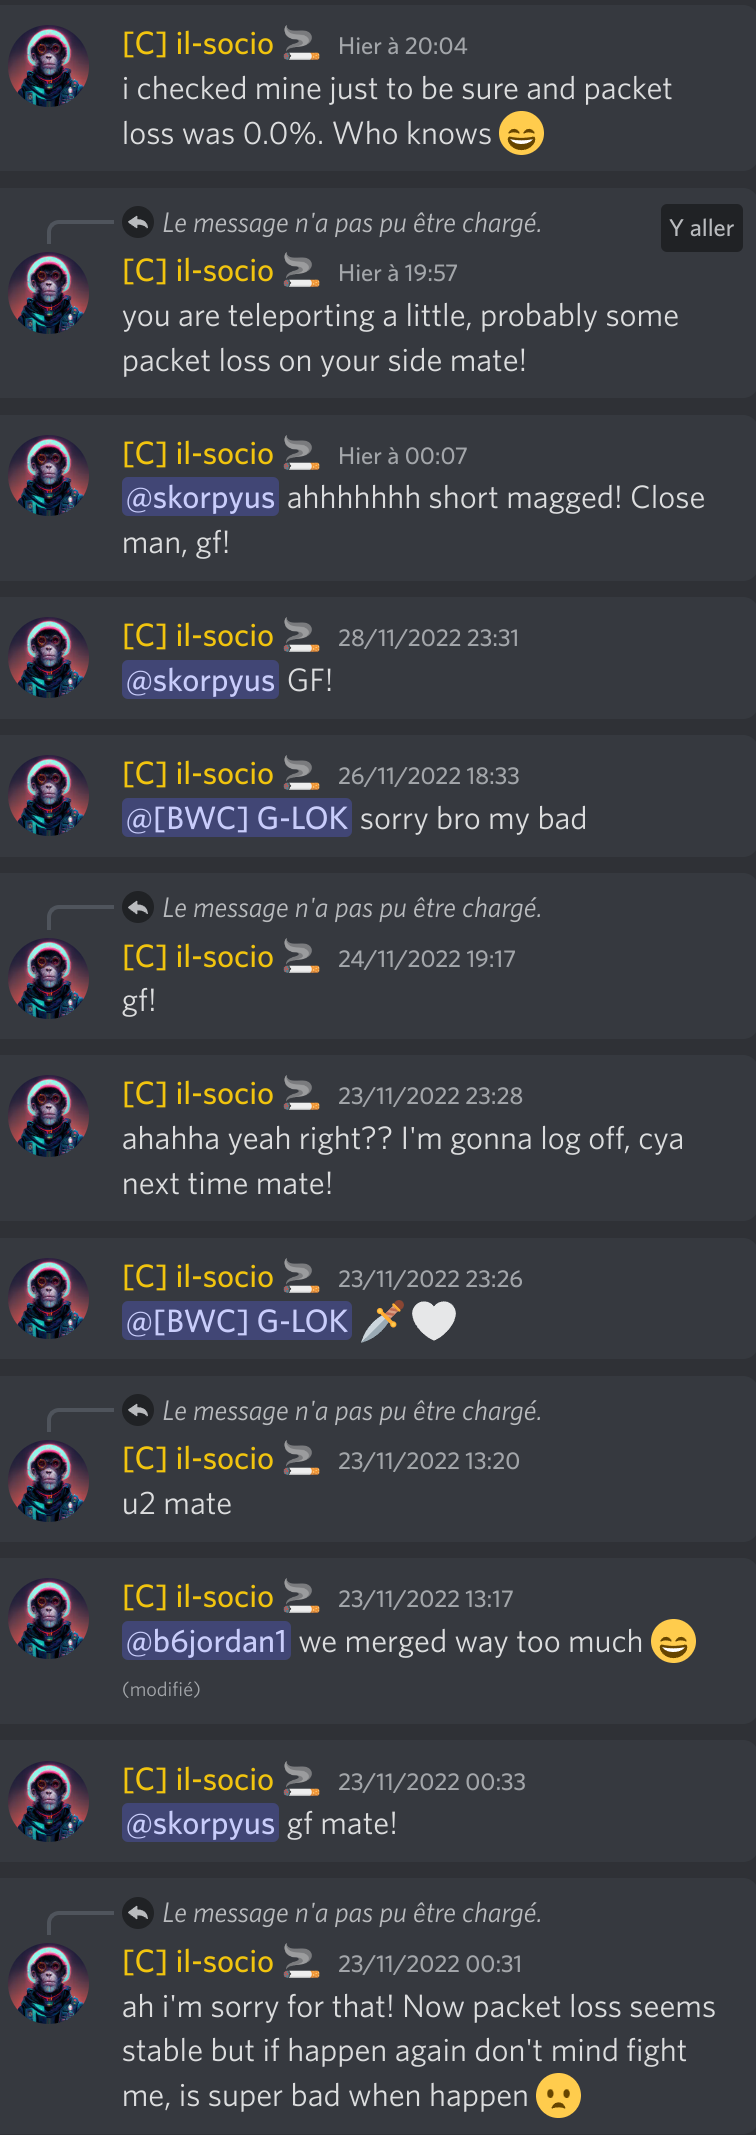 [C] il-socio Hier à 20:04
i checked mine just to be sure and packet
loss was 0.0%. Who knows 😄
Le message n'a pas pu être chargé.
Y aller
[C] il-socio Hier à 19:57
you are teleporting a little, probably some
packet loss on your side mate!
[C] il-socio Hier à 00:07
@skorpyus ahhhhhhh short magged! Close
man, gf!
[C] il-socio 28/11/2022 23:31
@skorpyus GF!
[C] il-socio 26/11/2022 18:33
@[BWC] G-LOK sorry bro my bad
Le message n'a pas pu être chargé.
[C] il-socio 24/11/2022 19:17
gf!
[C] il-socio 23/11/2022 23:28
ahahha yeah right?? I'm gonna log off, cya
next time mate!
[C] il-socio 23/11/2022 23:26
@[BWC] G-LOK 🗡️🤍
Le message n'a pas pu être chargé.
[C] il-socio 23/11/2022 13:20
u2 mate
[C] il-socio 23/11/2022 13:17
@b6jordan1 we merged way too much 😄
(modifié)
[C] il-socio 23/11/2022 00:33
@skorpyus gf mate!
Le message n'a pas pu être chargé.
[C] il-socio 23/11/2022 00:31
ah i'm sorry for that! Now packet loss seems
stable but if happen again don't mind fight
me, is super bad when happen 🙁